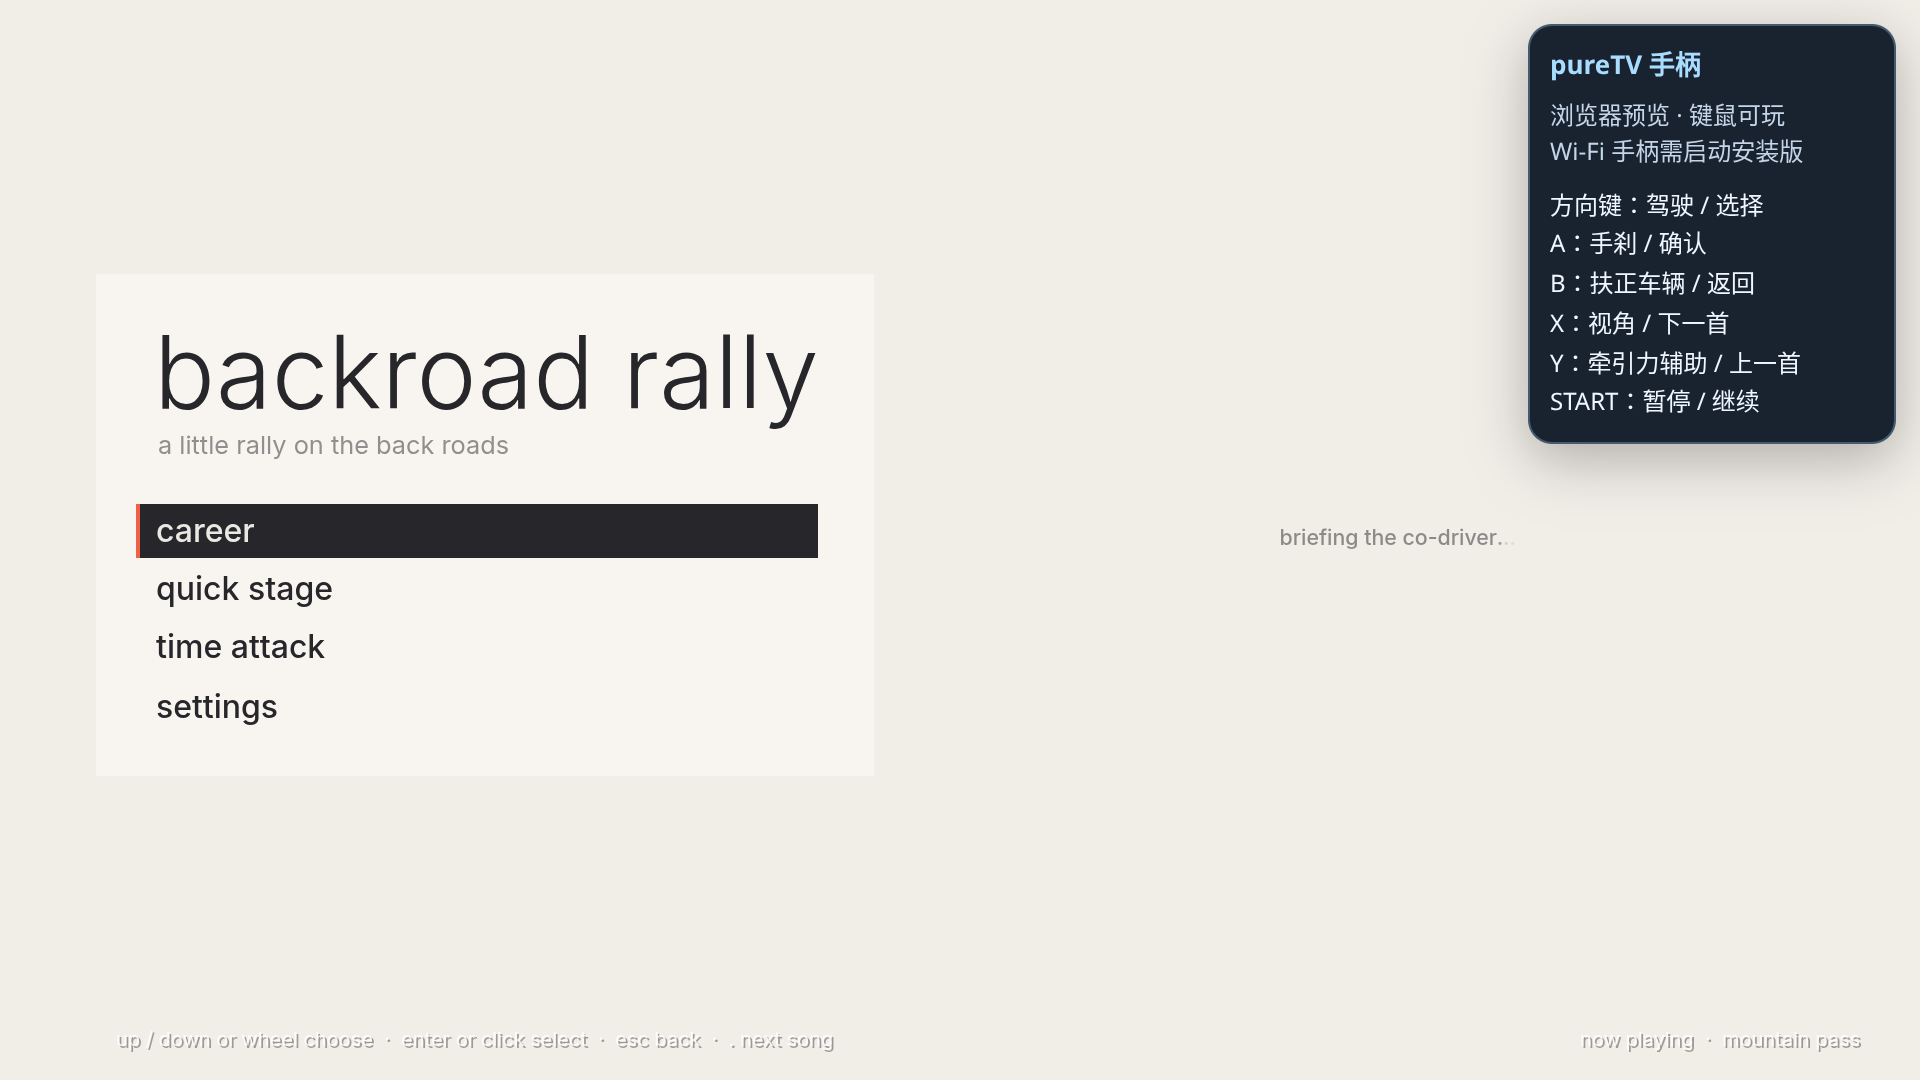 backroad rally
a little rally on the back roads
career
quick stage
time attack
settings
briefing the co-driver...
pureTV 手柄
浏览器预览 · 键鼠可玩
Wi-Fi 手柄需启动安装版
方向键：驾驶 / 选择
A：手刹 / 确认
B：扶正车辆 / 返回
X：视角 / 下一首
Y：牵引力辅助 / 上一首
START：暂停 / 继续
up / down or wheel choose · enter or click select · esc back · . next song
now playing · mountain pass